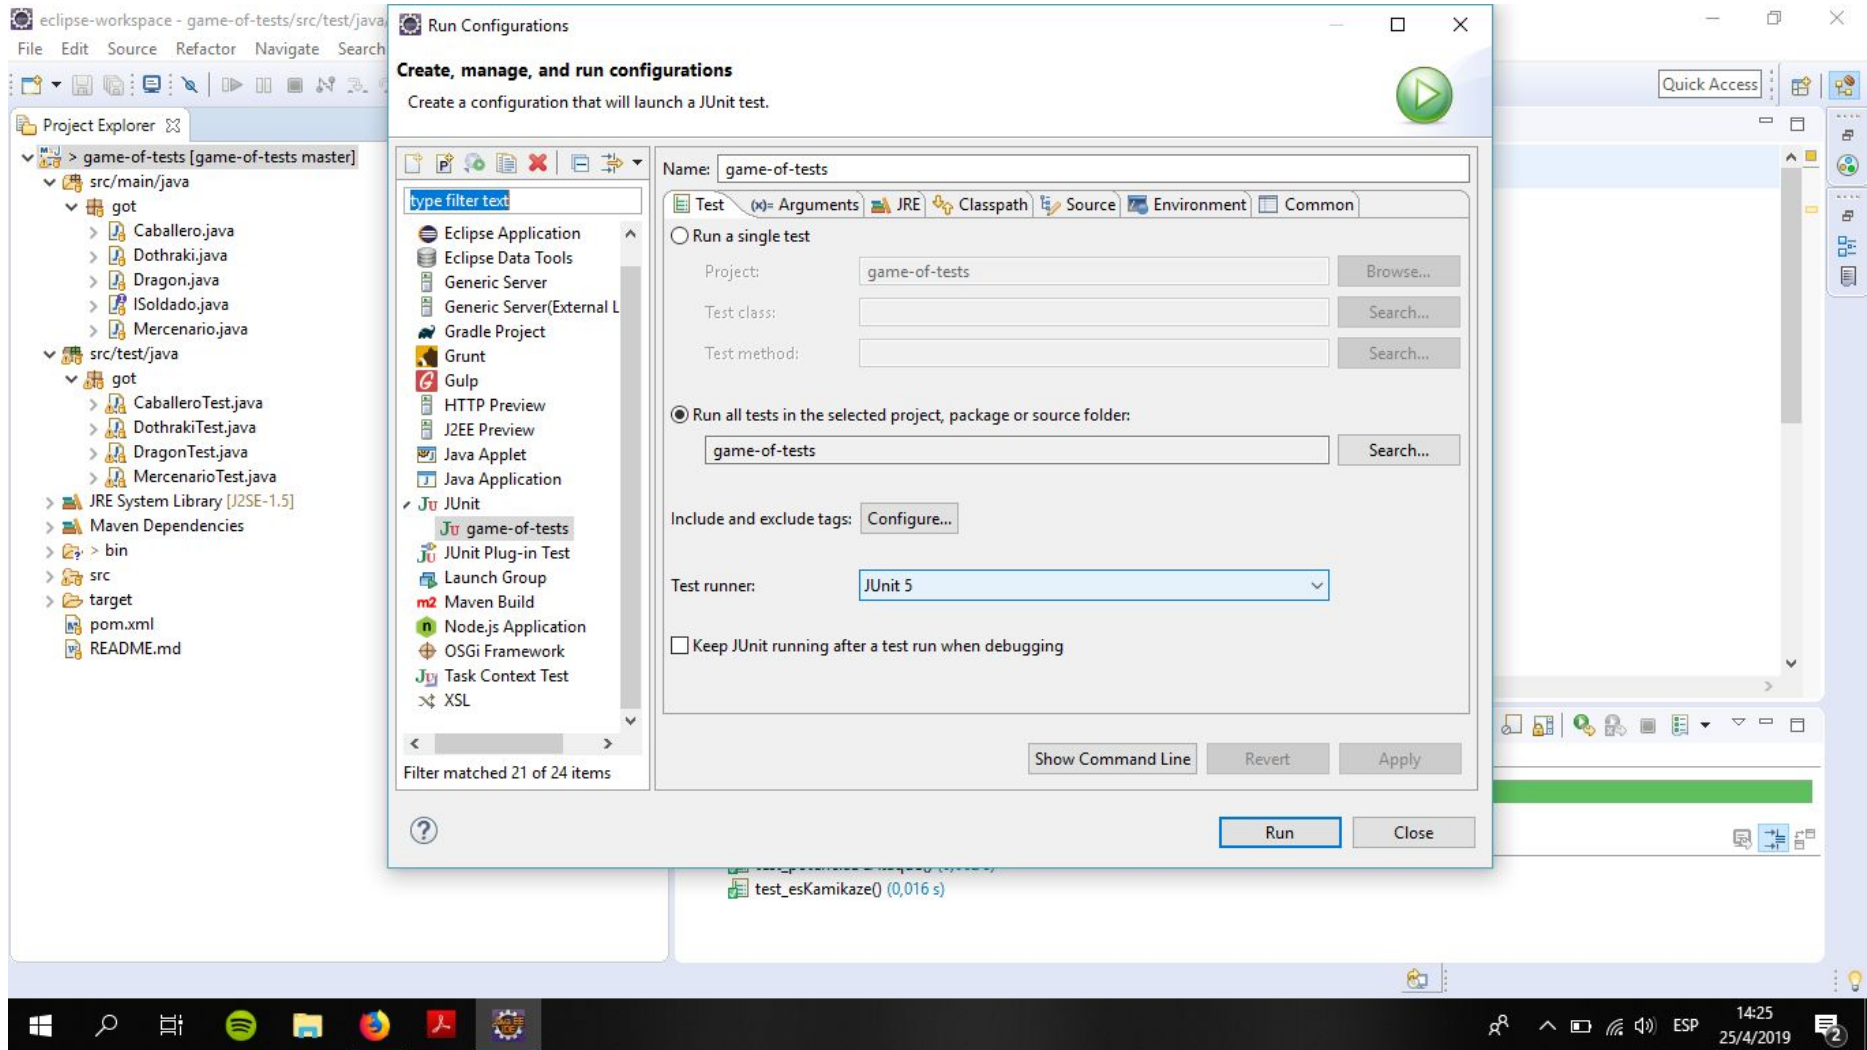 eclipse-workspace - game-of-tests/src/test/java/
File Edit Source Refactor Navigate Search
Quick Access
Project Explorer
> game-of-tests [game-of-tests master]
src/main/java
got
Caballero.java
Dothraki.java
Dragon.java
ISoldado.java
Mercenario.java
src/test/java
got
CaballeroTest.java
DothrakiTest.java
DragonTest.java
MercenarioTest.java
JRE System Library [J2SE-1.5]
Maven Dependencies
> bin
src
target
pom.xml
README.md
Run Configurations
Create, manage, and run configurations
Create a configuration that will launch a JUnit test.
type filter text
Eclipse Application
Eclipse Data Tools
Generic Server
Generic Server(External L
Gradle Project
Grunt
Gulp
HTTP Preview
J2EE Preview
Java Applet
Java Application
JUnit
game-of-tests
JUnit Plug-in Test
Launch Group
m2 Maven Build
Node.js Application
OSGi Framework
Task Context Test
XSL
Filter matched 21 of 24 items
Name: game-of-tests
Test (x)= Arguments JRE Classpath Source Environment Common
Run a single test
Project: game-of-tests Browse...
Test class: Search...
Test method: Search...
Run all tests in the selected project, package or source folder:
game-of-tests Search...
Include and exclude tags: Configure...
Test runner: JUnit 5
Keep JUnit running after a test run when debugging
Show Command Line Revert Apply
Run Close
test_esKamikaze() (0,016 s)
ESP
14:25
25/4/2019
2